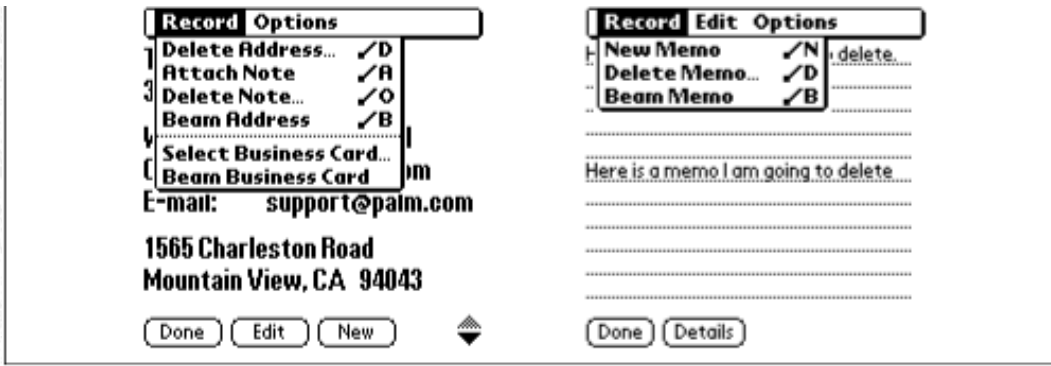 Record Options
Delete Address... ⁄D
Attach Note ⁄A
Delete Note... ⁄O
Beam Address ⁄B
Select Business Card...
Beam Business Card
E-mail: support@palm.com
1565 Charleston Road
Mountain View, CA 94043
Done Edit New
Record Edit Options
New Memo ⁄N
delete.
Delete Memo... ⁄D
Beam Memo ⁄B
Here is a memo I am going to delete
Done Details